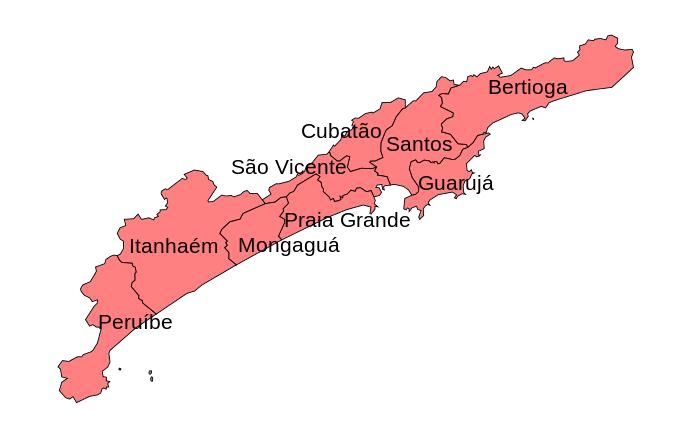 Bertioga
Cubatão
Santos
São Vicente
Guarujá
Praia Grande
Itanhaém
Mongaguá
Peruíbe